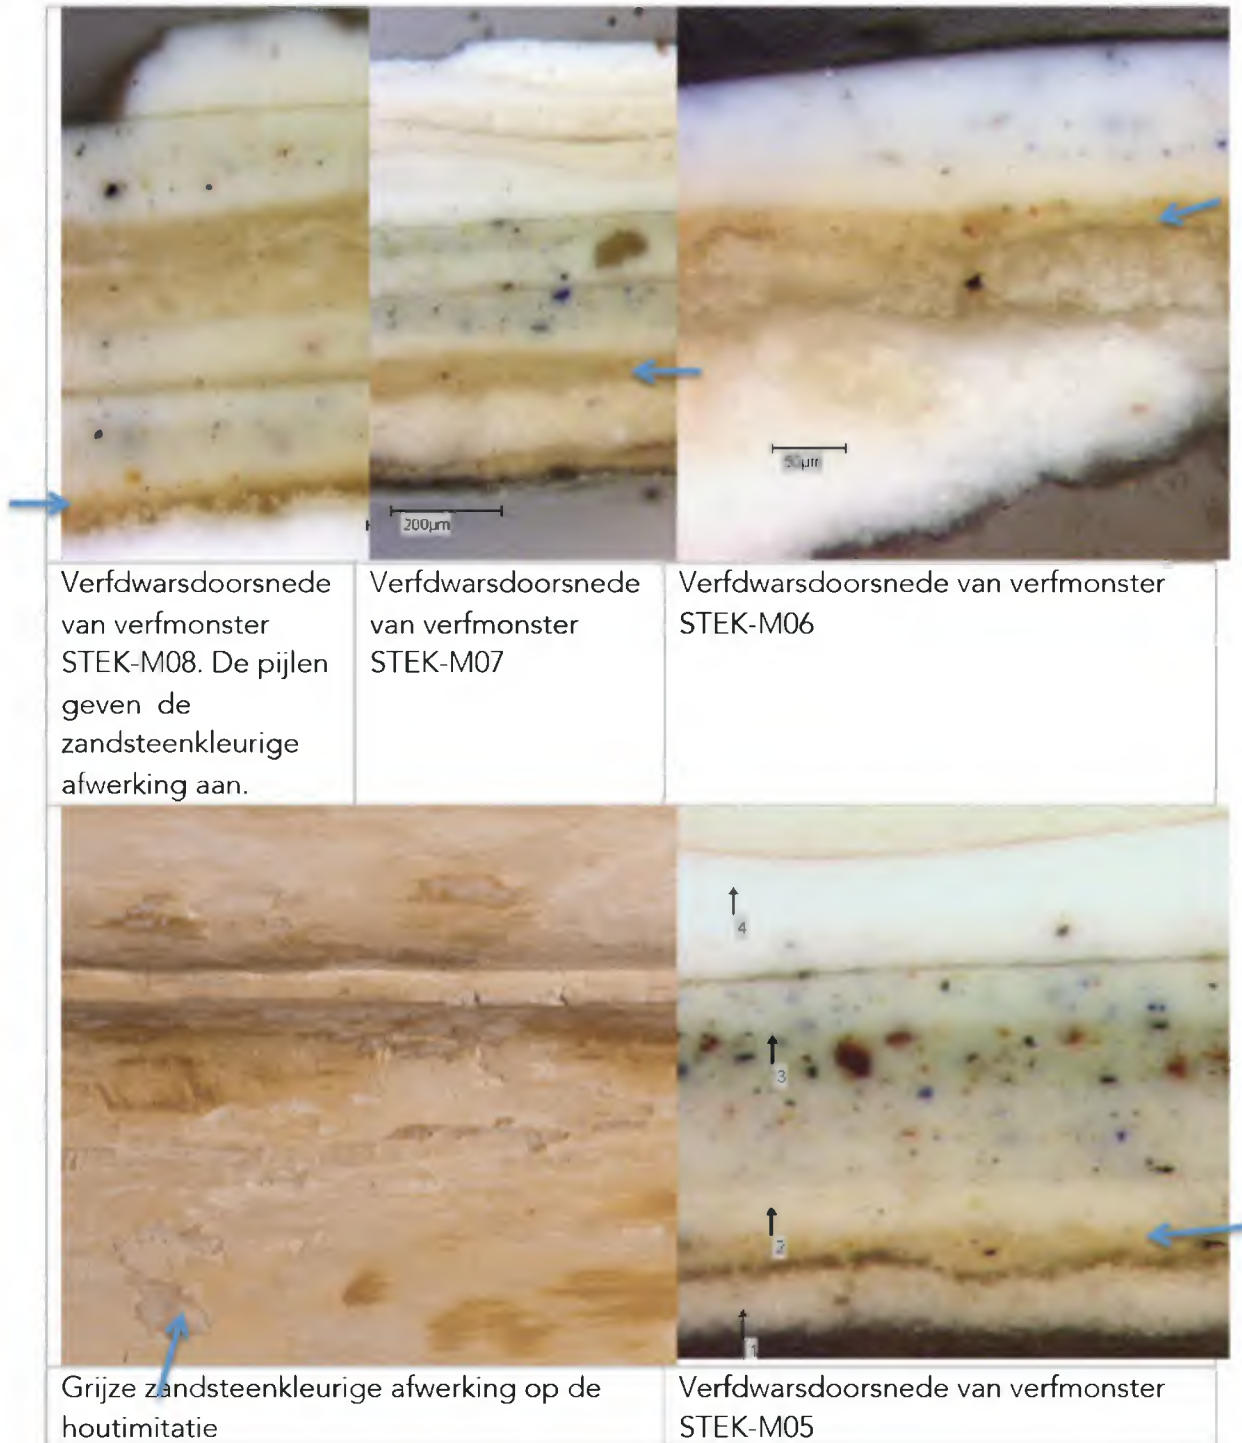 200µm
50µm
Verfdwarsdoorsnede
van verfmonster
STEK-M08. De pijlen
geven de
zandsteenkleurige
afwerking aan.
Verfdwarsdoorsnede
van verfmonster
STEK-M07
Verfdwarsdoorsnede van verfmonster
STEK-M06
4
3
2
1
Grijze zandsteenkleurige afwerking op de
houtimitatie
Verfdwarsdoorsnede van verfmonster
STEK-M05